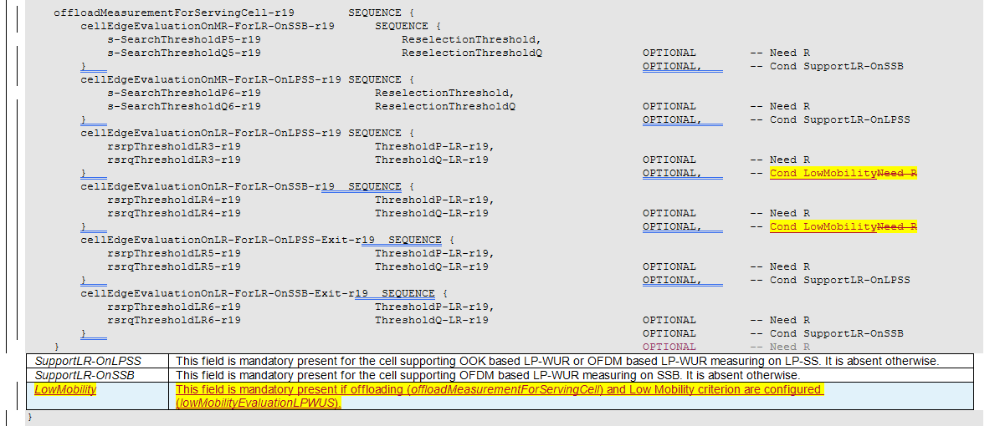 offloadMeasurementForServingCell-r19 SEQUENCE {
cellEdgeEvaluationOnMR-ForLR-OnSSB-r19 SEQUENCE {
s-SearchThresholdP5-r19 ReselectionThreshold,
s-SearchThresholdQ5-r19 ReselectionThresholdQ OPTIONAL -- Need R
} OPTIONAL, -- Cond SupportLR-OnSSB
cellEdgeEvaluationOnMR-ForLR-OnLPSS-r19 SEQUENCE {
s-SearchThresholdP6-r19 ReselectionThreshold,
s-SearchThresholdQ6-r19 ReselectionThresholdQ OPTIONAL -- Need R
} OPTIONAL, -- Cond SupportLR-OnLPSS
cellEdgeEvaluationOnLR-ForLR-OnLPSS-r19 SEQUENCE {
rsrpThresholdLR3-r19 ThresholdP-LR-r19,
rsrqThresholdLR3-r19 ThresholdQ-LR-r19 OPTIONAL -- Need R
} OPTIONAL, -- Cond LowMobilityNeed R
cellEdgeEvaluationOnLR-ForLR-OnSSB-r19 SEQUENCE {
rsrpThresholdLR4-r19 ThresholdP-LR-r19,
rsrqThresholdLR4-r19 ThresholdQ-LR-r19 OPTIONAL -- Need R
} OPTIONAL, -- Cond LowMobilityNeed R
cellEdgeEvaluationOnLR-ForLR-OnLPSS-Exit-r19 SEQUENCE {
rsrpThresholdLR5-r19 ThresholdP-LR-r19,
rsrqThresholdLR5-r19 ThresholdQ-LR-r19 OPTIONAL -- Need R
} OPTIONAL, -- Cond SupportLR-OnLPSS
cellEdgeEvaluationOnLR-ForLR-OnSSB-Exit-r19 SEQUENCE {
rsrpThresholdLR6-r19 ThresholdP-LR-r19,
rsrqThresholdLR6-r19 ThresholdQ-LR-r19 OPTIONAL -- Need R
} OPTIONAL -- Cond SupportLR-OnSSB
} OPTIONAL -- Need R
SupportLR-OnLPSS This field is mandatory present for the cell supporting OOK based LP-WUR or OFDM based LP-WUR measuring on LP-SS. It is absent otherwise.
SupportLR-OnSSB This field is mandatory present for the cell supporting OFDM based LP-WUR measuring on SSB. It is absent otherwise.
LowMobility This field is mandatory present if offloading (offloadMeasurementForServingCell) and Low Mobility criterion are configured
(lowMobilityEvaluationLPWUS).
}